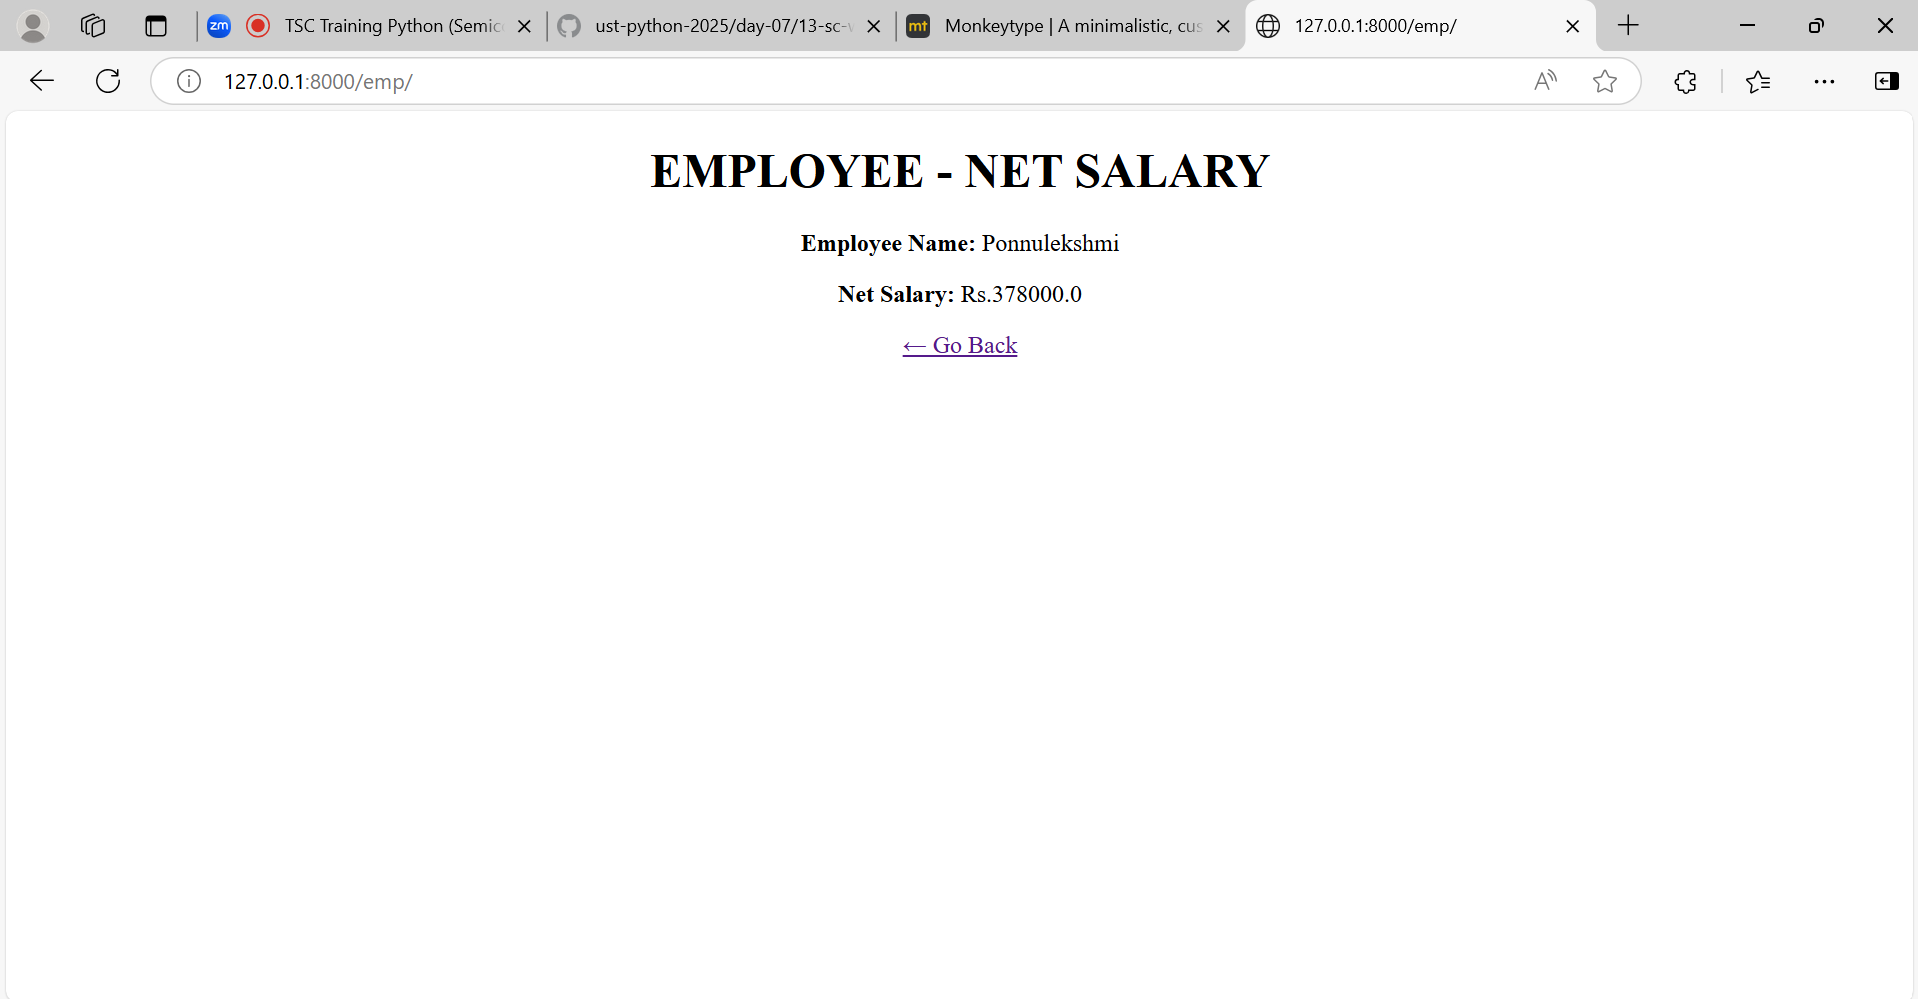 zm TSC Training Python (Semic
ust-python-2025/day-07/13-sc-
mt Monkeytype | A minimalistic, cus
127.0.0.1:8000/emp/
127.0.0.1:8000/emp/
EMPLOYEE - NET SALARY
Employee Name: Ponnulekshmi
Net Salary: Rs.378000.0
← Go Back